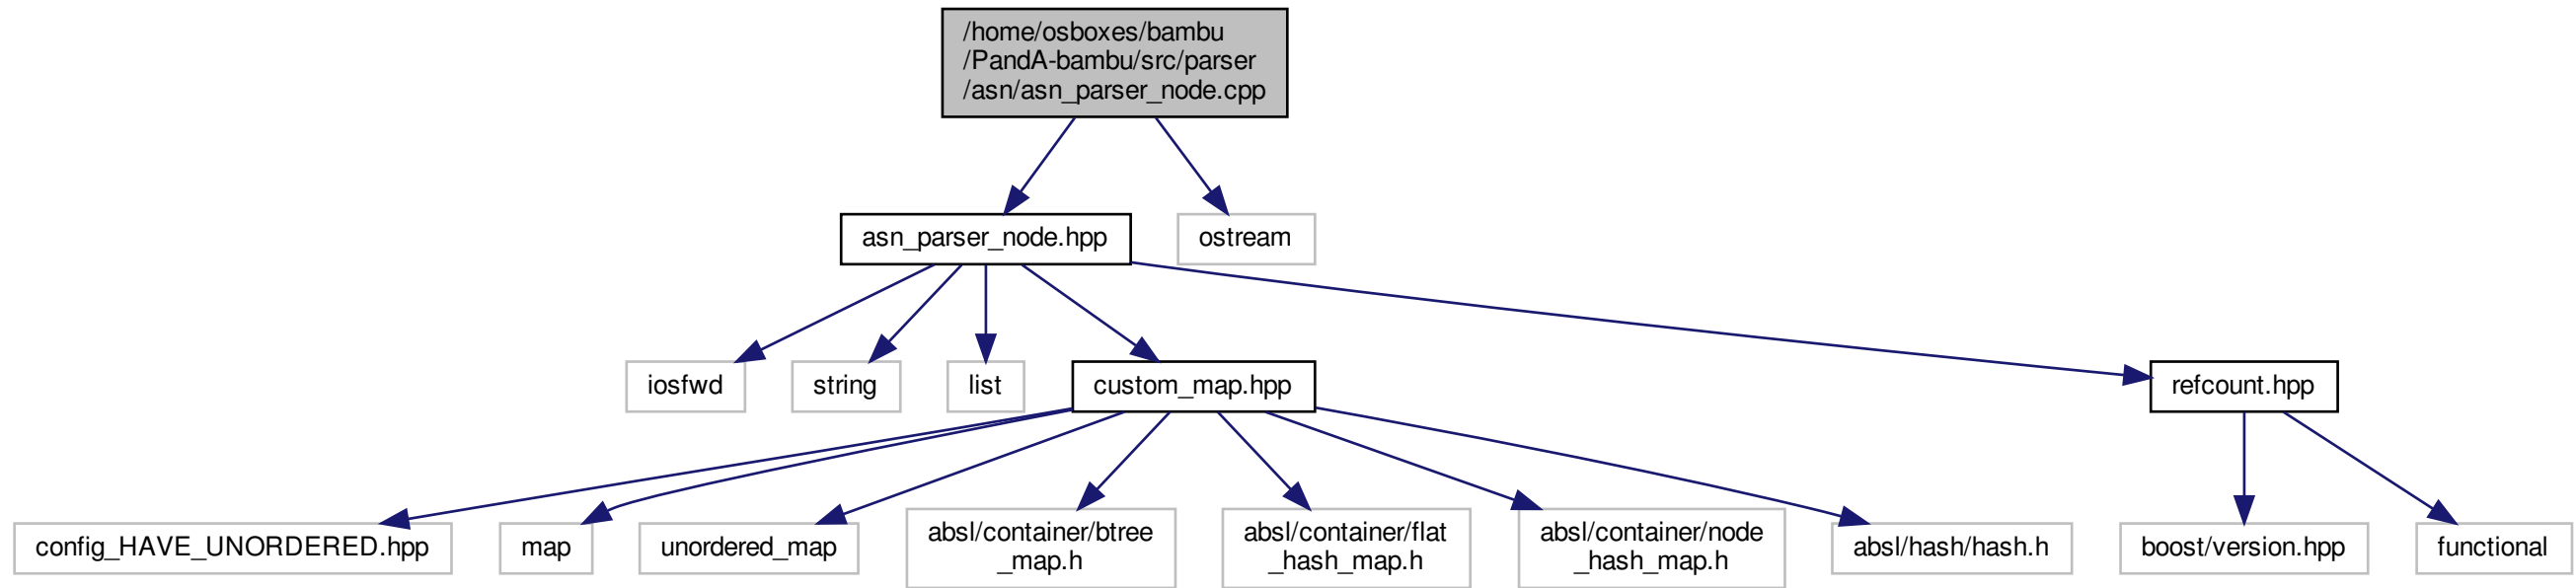 /home/osboxes/bambu
/PandA-bambu/src/parser
/asn/asn_parser_node.cpp
asn_parser_node.hpp
ostream
iosfwd
string
list
custom_map.hpp
refcount.hpp
config_HAVE_UNORDERED.hpp
map
unordered_map
absl/container/btree
_map.h
absl/container/flat
_hash_map.h
absl/container/node
_hash_map.h
absl/hash/hash.h
boost/version.hpp
functional